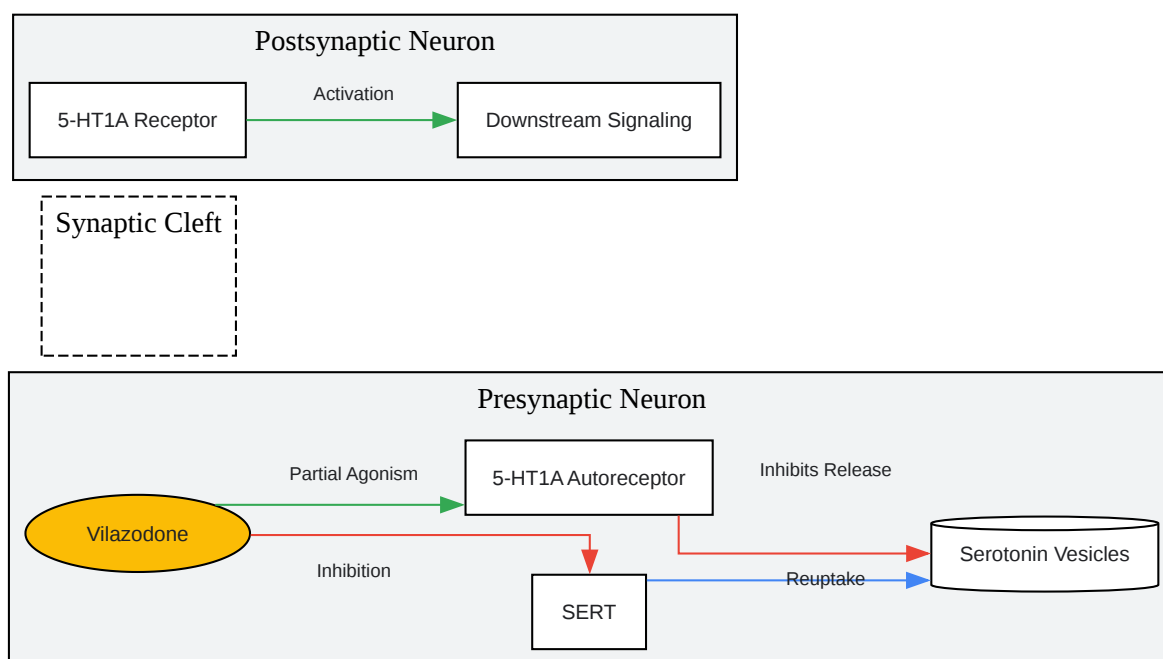 Postsynaptic Neuron
Activation
5-HT1A Receptor
Downstream Signaling
Synaptic Cleft
Presynaptic Neuron
Partial Agonism
5-HT1A Autoreceptor
Inhibits Release
Vilazodone
Serotonin Vesicles
Inhibition
Reuptake
SERT